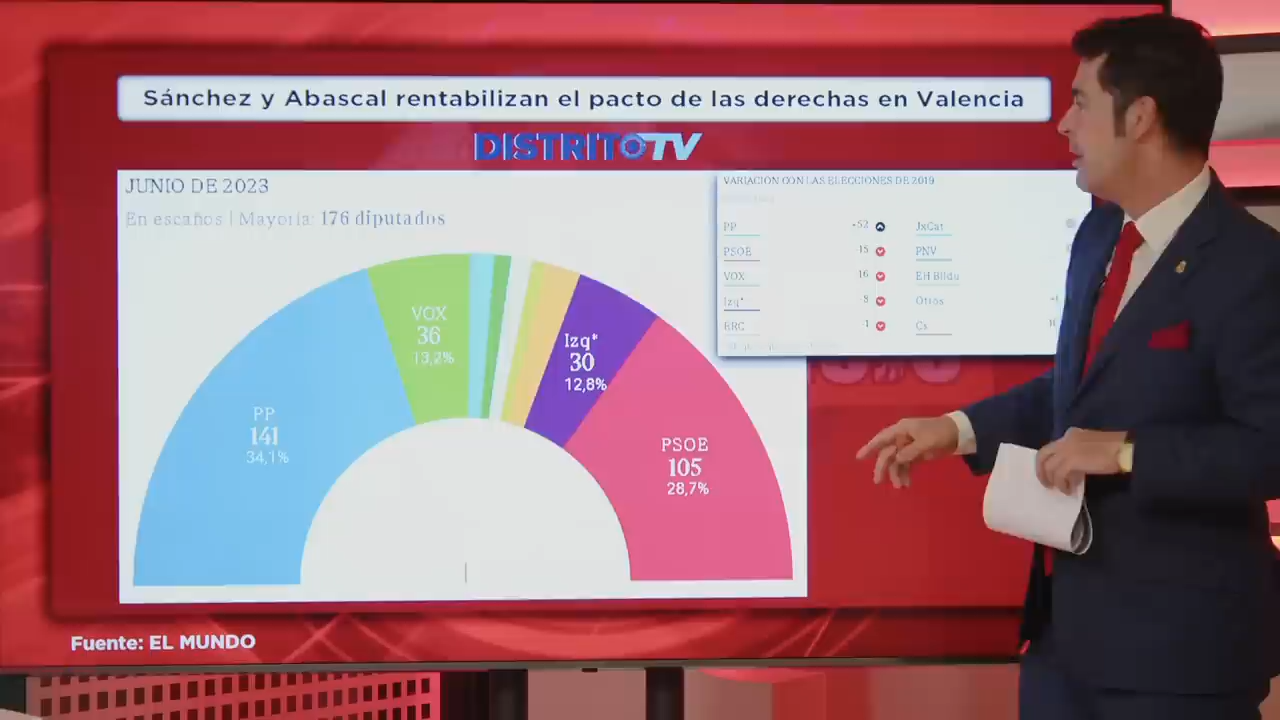 Sánchez y Abascal rentabilizan el pacto de las derechas en Valencia
DISTRITOTV
JUNIO DE 2023
En escaños | Mayoría: 176 diputados
VOX
36
13,2%
Izq*
30
12,8%
PP
141
34,1%
PSOE
105
28,7%
VARIACIÓN CON LAS ELECCIONES DE 2019
PP +52 JxCat
PSOE 15 PNV
VOX 16 EH Bildu
Izq* -8 Otros
ERC -1 Cs
Fuente: EL MUNDO